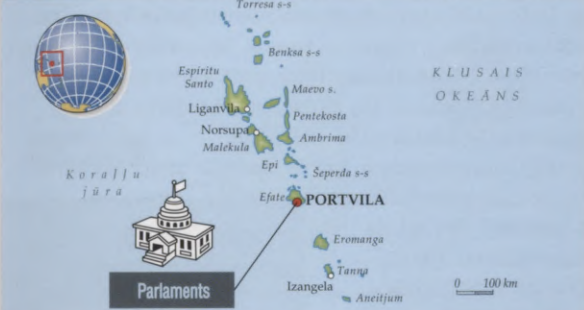 Torresa s-s
Benksa s-s
Espiritu
Santo
KLUSAIS
OKEĀNS
Maevo s.
Liganvila
Pentekosta
Norsupa
Ambrima
Malekula
Epi
Šeperda s-s
Koraļļu
jūra
Efate
PORTVILA
Eromanga
Tanna
Izangela
Aneitjum
0 100 km
Parlaments